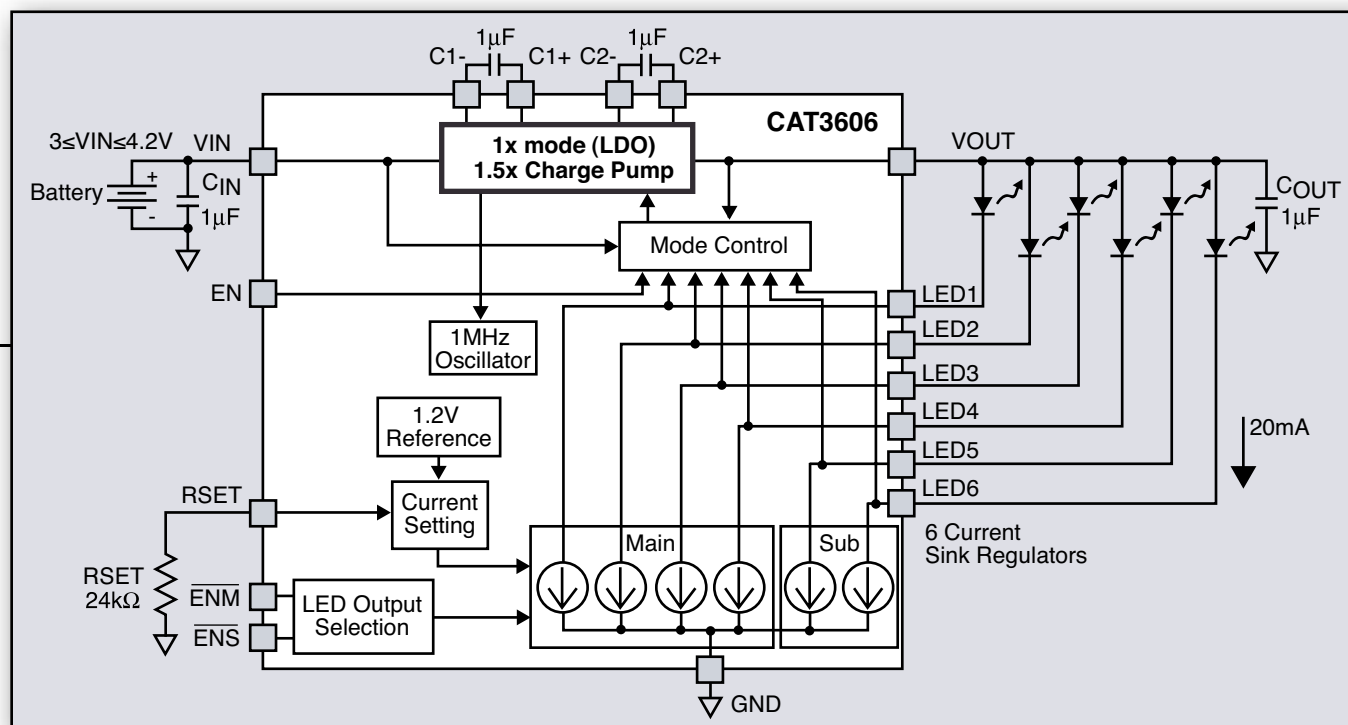 1µF
1µF
C1-
C1+
C2-
C2+
CAT3606
3≤VIN≤4.2V
VIN
1x mode (LDO)
1.5x Charge Pump
VOUT
Battery
+
-
CIN
1µF
COUT
1µF
Mode Control
EN
LED1
1MHz
Oscillator
LED2
LED3
1.2V
Reference
LED4
20mA
LED5
RSET
Current
Setting
LED6
6 Current
Sink Regulators
Main
Sub
RSET
24kΩ
ENM
LED Output
Selection
ENS
GND